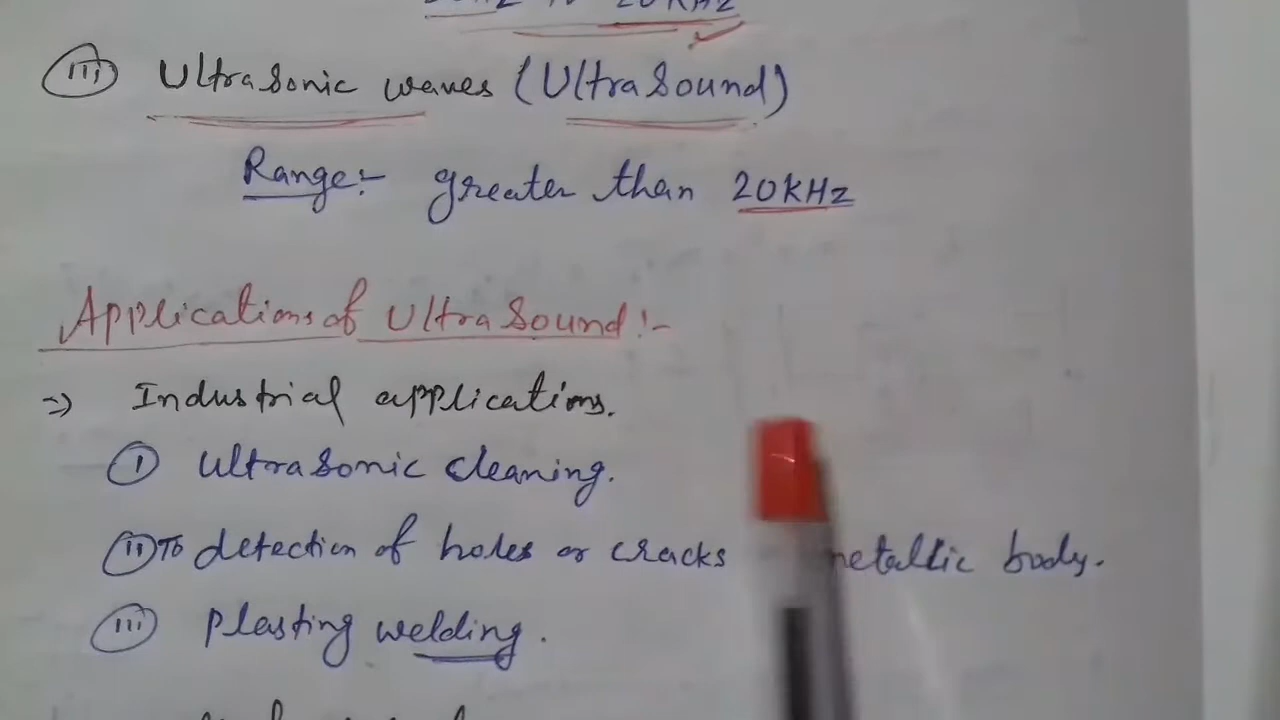 20KHz
(iii) Ultrasonic waves (UltraSound)
Range:- greater than 20KHz
Applications of UltraSound:-
=> Industrial applications.
(i) Ultrasonic cleaning.
(ii) To detection of holes or cracks metallic body.
(iii) Plasting welding.